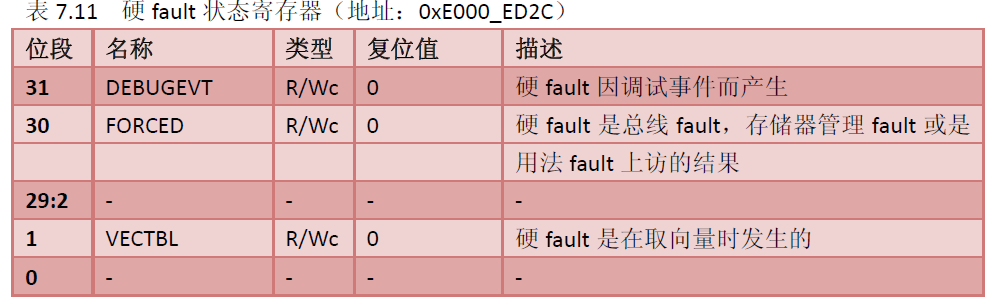 表 7.11 硬 fault 状态寄存器（地址：0xE000_ED2C）
位段 名称 类型 复位值 描述
31 DEBUGEVT R/Wc 0 硬 fault 因调试事件而产生
30 FORCED R/Wc 0 硬 fault 是总线 fault，存储器管理 fault 或是
用法 fault 上访的结果
29:2 - - - -
1 VECTBL R/Wc 0 硬 fault 是在取向量时发生的
0 - - - -